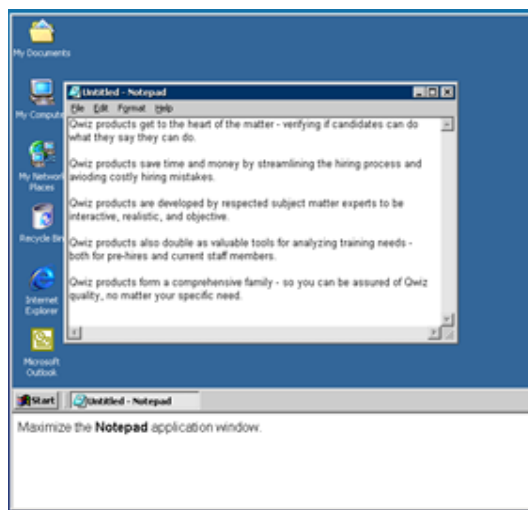 My Documents
My Compute
My Networ
Places
Recycle Bin
Internet
Explorer
Microsoft
Outlook
Untitled - Notepad
File Edit Format Help
Qwiz products get to the heart of the matter - verifying if candidates can do
what they say they can do.
Qwiz products save time and money by streamlining the hiring process and
avioding costly hiring mistakes.
Qwiz products are developed by respected subject matter experts to be
interactive, realistic, and objective.
Qwiz products also double as valuable tools for analyzing training needs -
both for pre-hires and current staff members.
Qwiz products form a comprehensive family - so you can be assured of Qwiz
quality, no matter your specific need.
Start Untitled - Notepad
Maximize the Notepad application window.